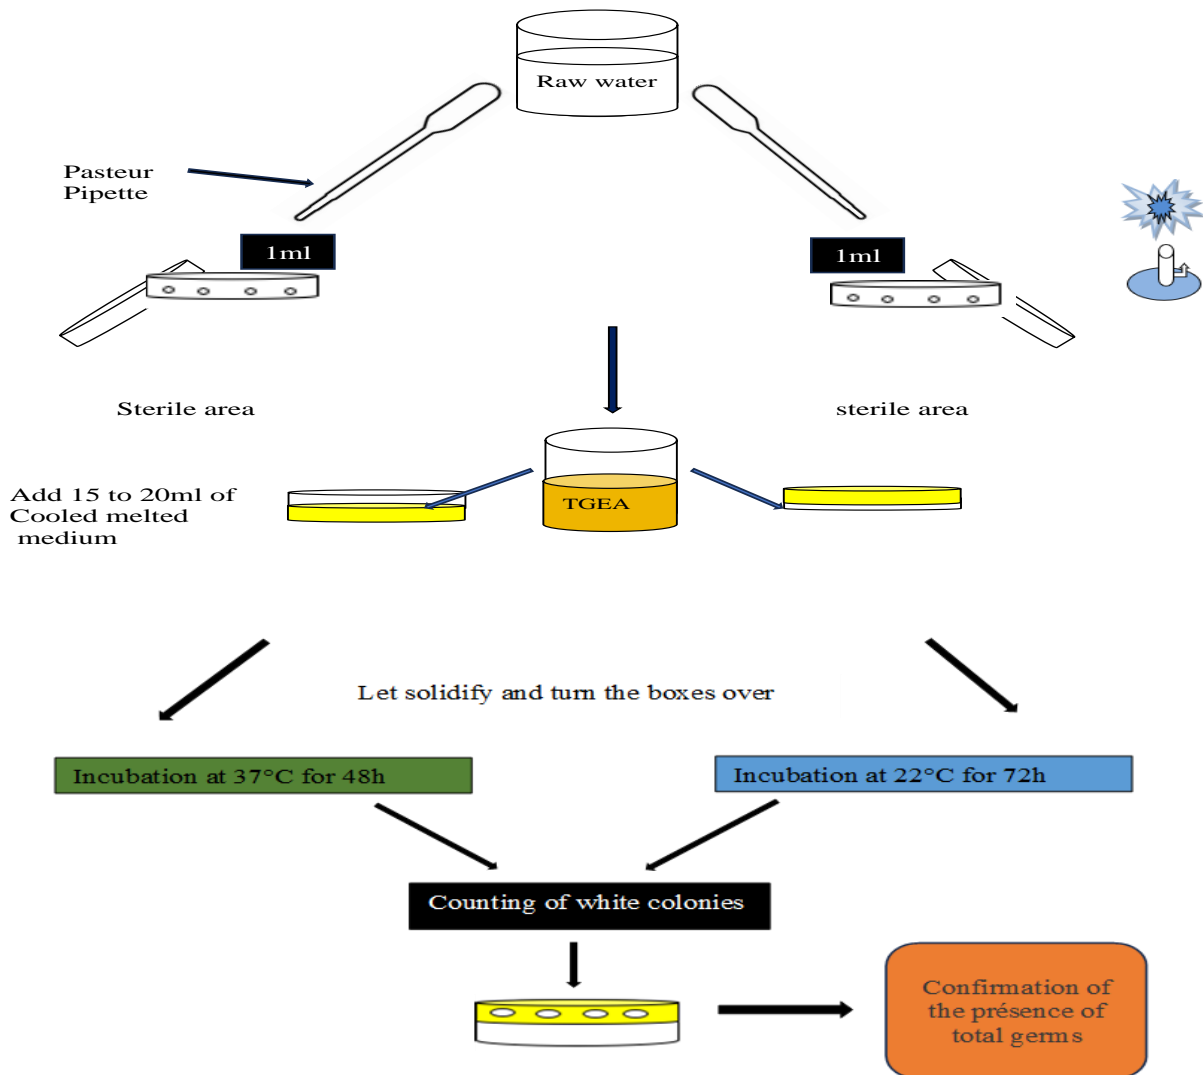 Raw water
Pasteur
Pipette
1ml
1ml
Sterile area
sterile area
Add 15 to 20ml of
Cooled melted
medium
TGEA
Let solidify and turn the boxes over
Incubation at 37°C for 48h
Incubation at 22°C for 72h
Counting of white colonies
Confirmation of
the présence of
total germs